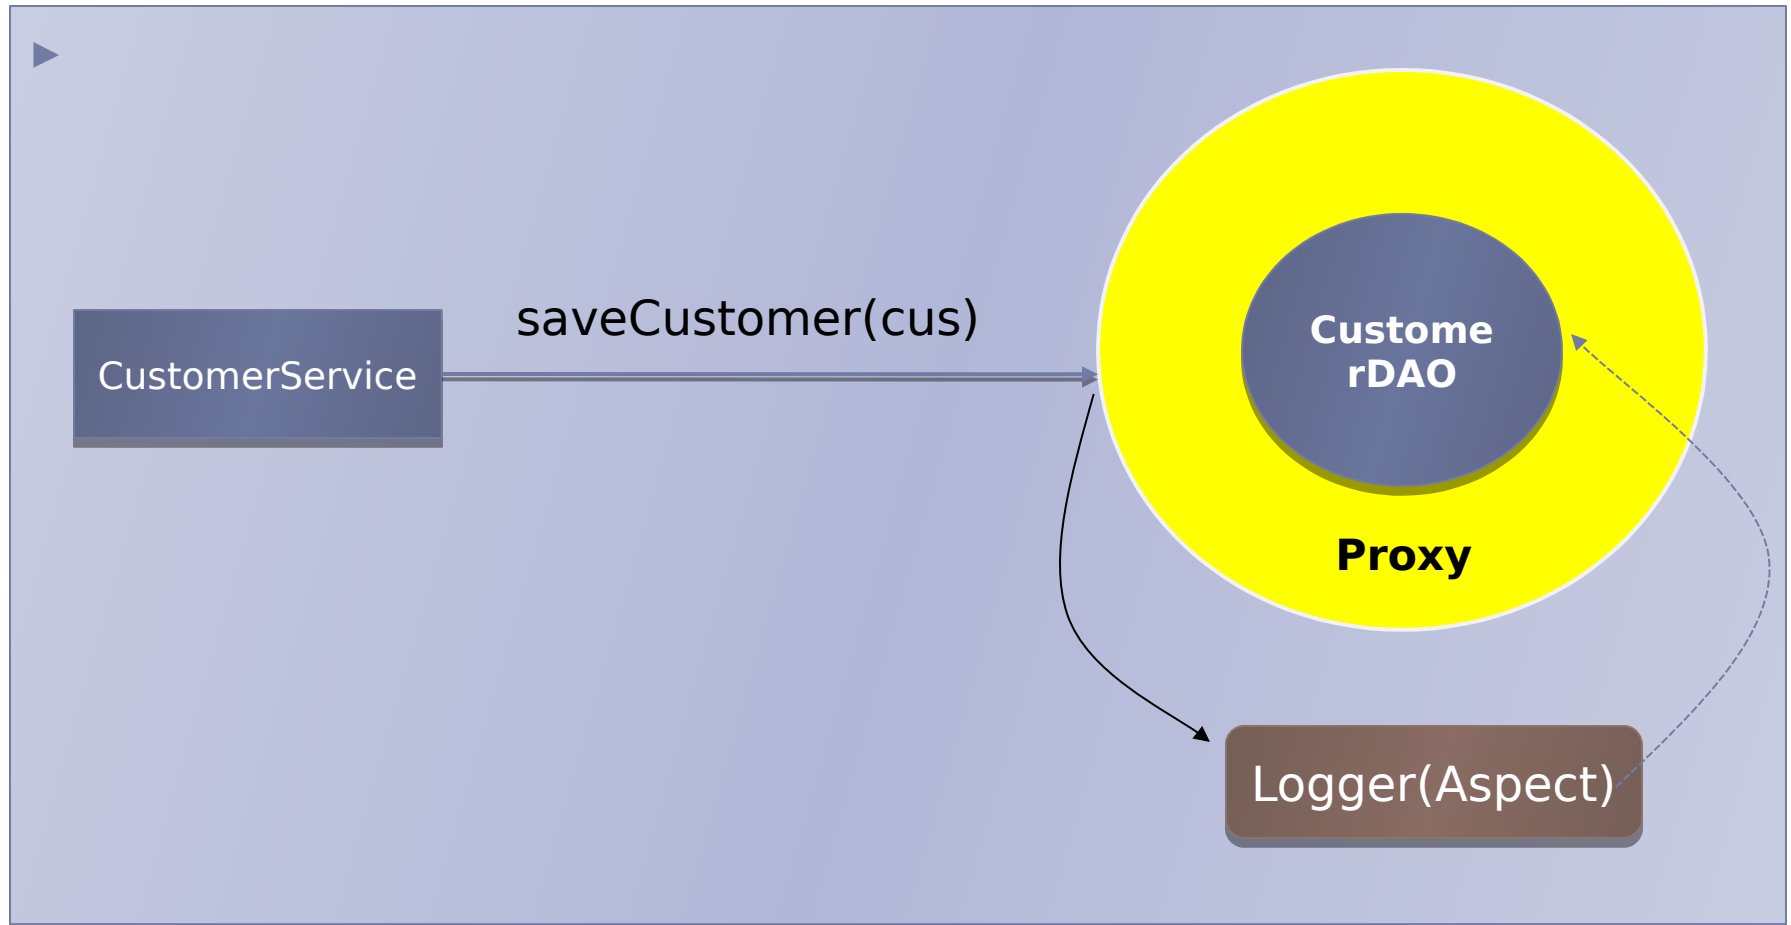 saveCustomer(cus)
CustomerService
Custome
rDAO
Proxy
Logger(Aspect)